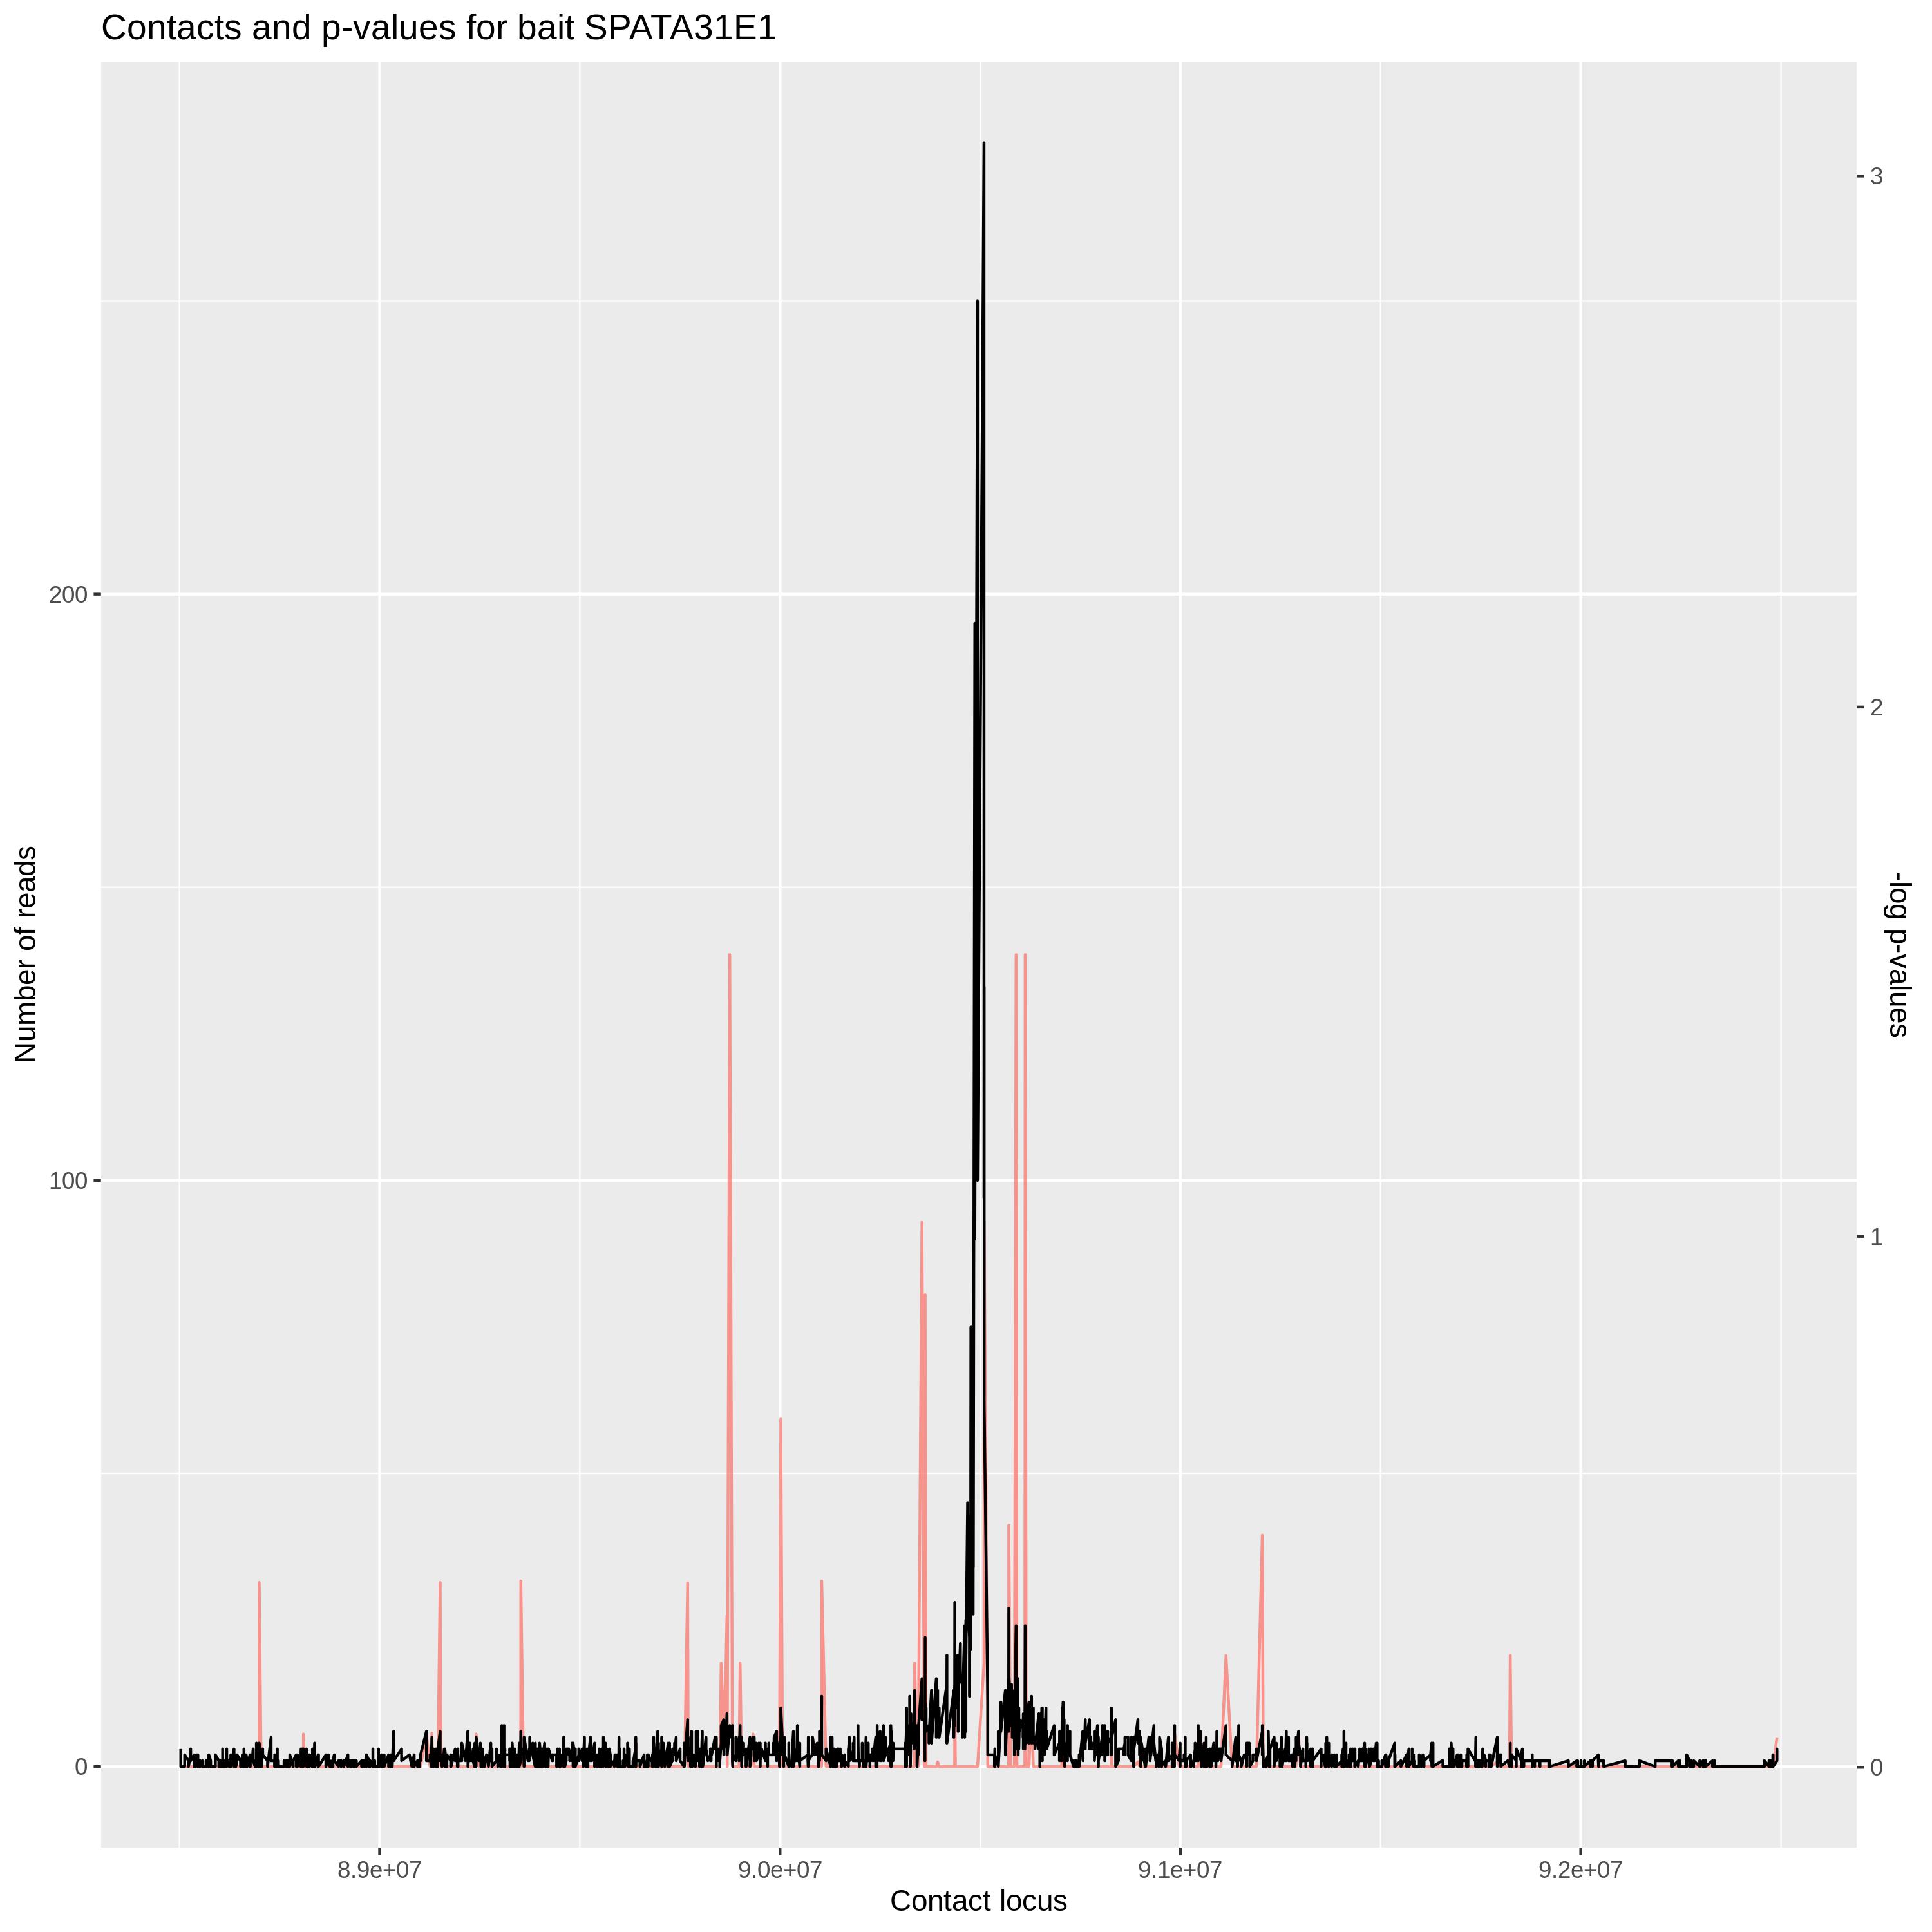 Contacts and p-values for bait SPATA31E1
Number of reads
200
100
0
3
2
1
0
-log p-values
8.9e+07
9.0e+07
9.1e+07
9.2e+07
Contact locus